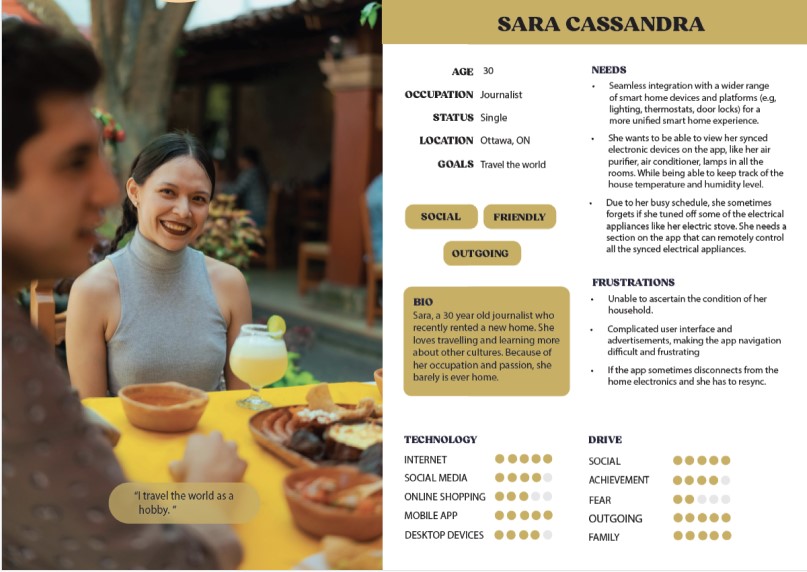 SARA CASSANDRA
AGE 30
OCCUPATION Journalist
STATUS Single
LOCATION Ottawa, ON
GOALS Travel the world
SOCIAL
FRIENDLY
OUTGOING
BIO
Sara, a 30 year old journalist who
recently rented a new home. She
loves travelling and learning more
about other cultures. Because of
her occupation and passion, she
barely is ever home.
NEEDS
• Seamless integration with a wider range
of smart home devices and platforms (e.g,
lighting, thermostats, door locks) for a
more unified smart home experience.
• She wants to be able to view her synced
electronic devices on the app, like her air
purifier, air conditioner, lamps in all the
rooms. While being able to keep track of the
house temperature and humidity level.
• Due to her busy schedule, she sometimes
forgets if she tuned off some of the electrical
appliances like her electric stove. She needs a
section on the app that can remotely control
all the synced electrical appliances.
FRUSTRATIONS
• Unable to ascertain the condition of her
household.
• Complicated user interface and
advertisements, making the app navigation
difficult and frustrating
• If the app sometimes disconnects from the
home electronics and she has to resync.
TECHNOLOGY
INTERNET
SOCIAL MEDIA
ONLINE SHOPPING
MOBILE APP
DESKTOP DEVICES
DRIVE
SOCIAL
ACHIEVEMENT
FEAR
OUTGOING
FAMILY
“I travel the world as a
hobby. ”